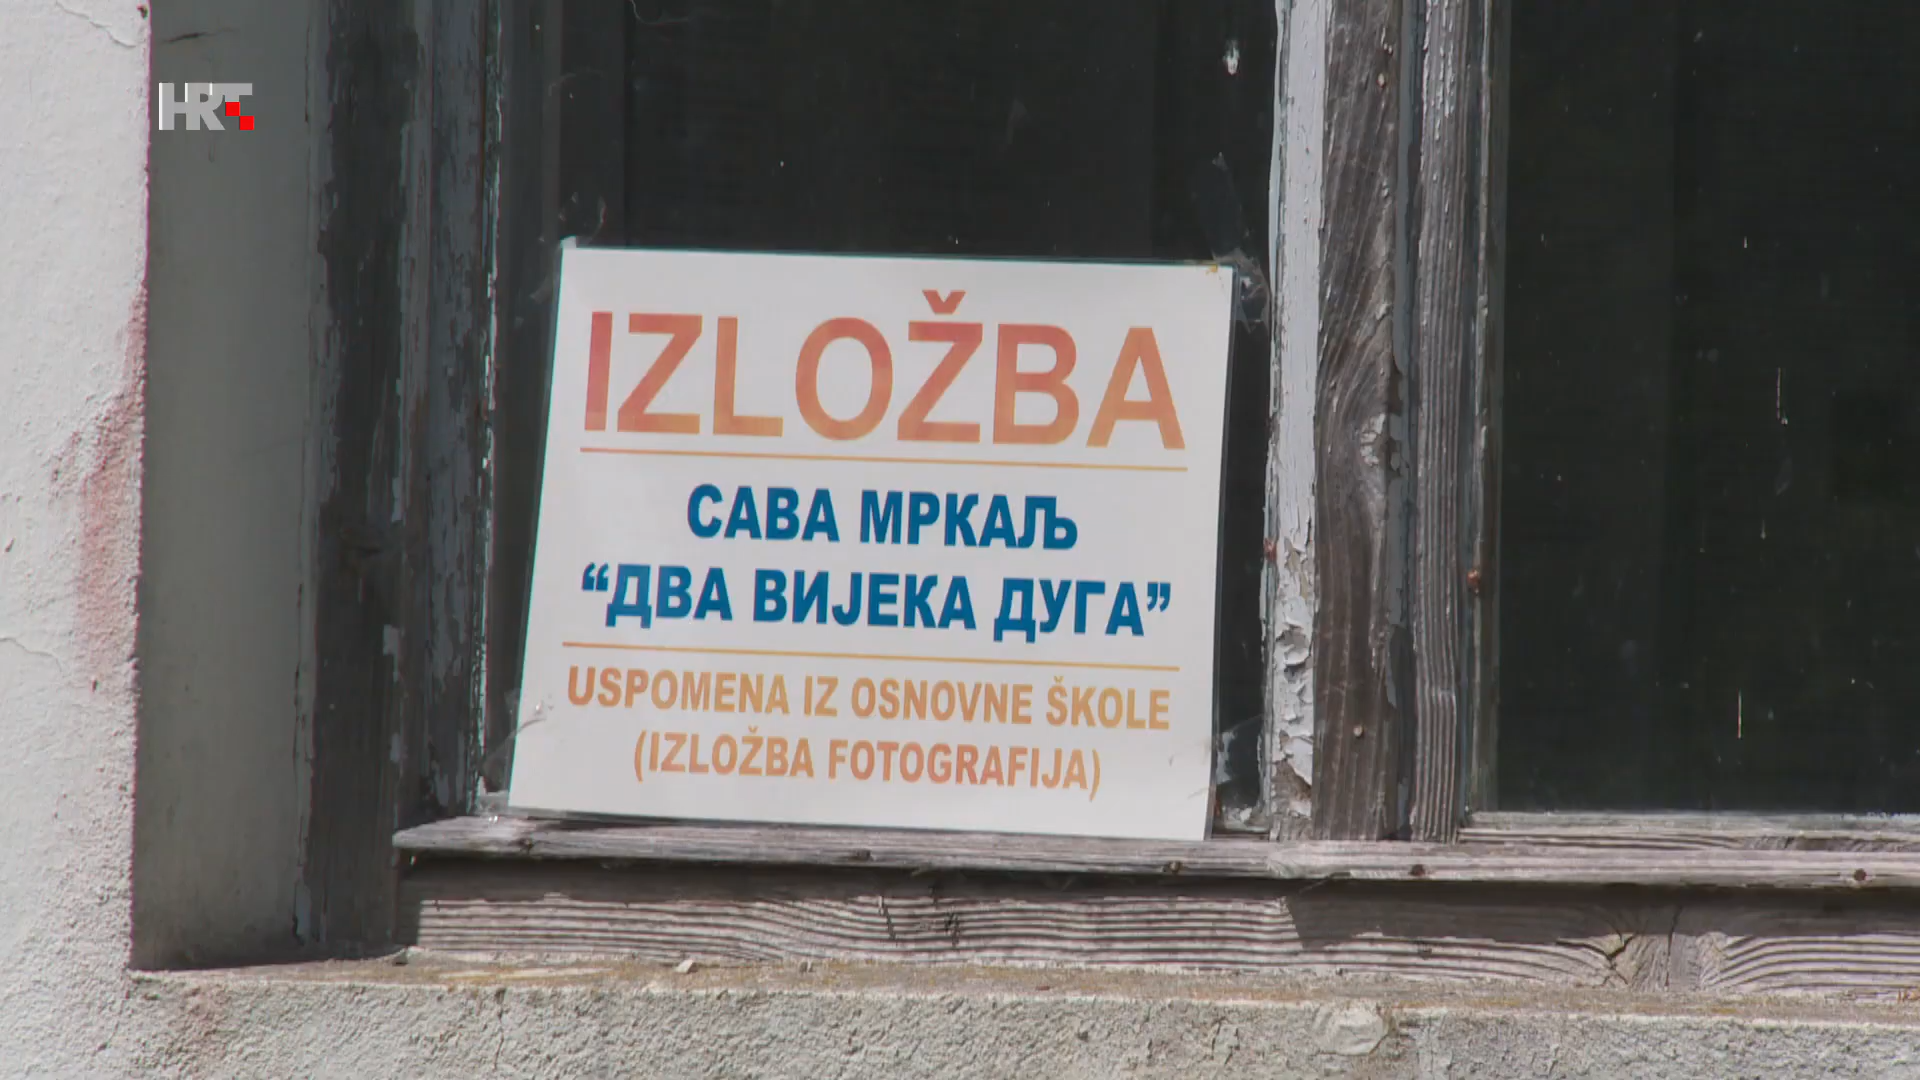 HRT
IZLOŽBA
САВА МРКАЉ
“ДВА ВИЈЕКА ДУГА”
USPOMENA IZ OSNOVNE ŠKOLE
(IZLOŽBA FOTOGRAFIJA)